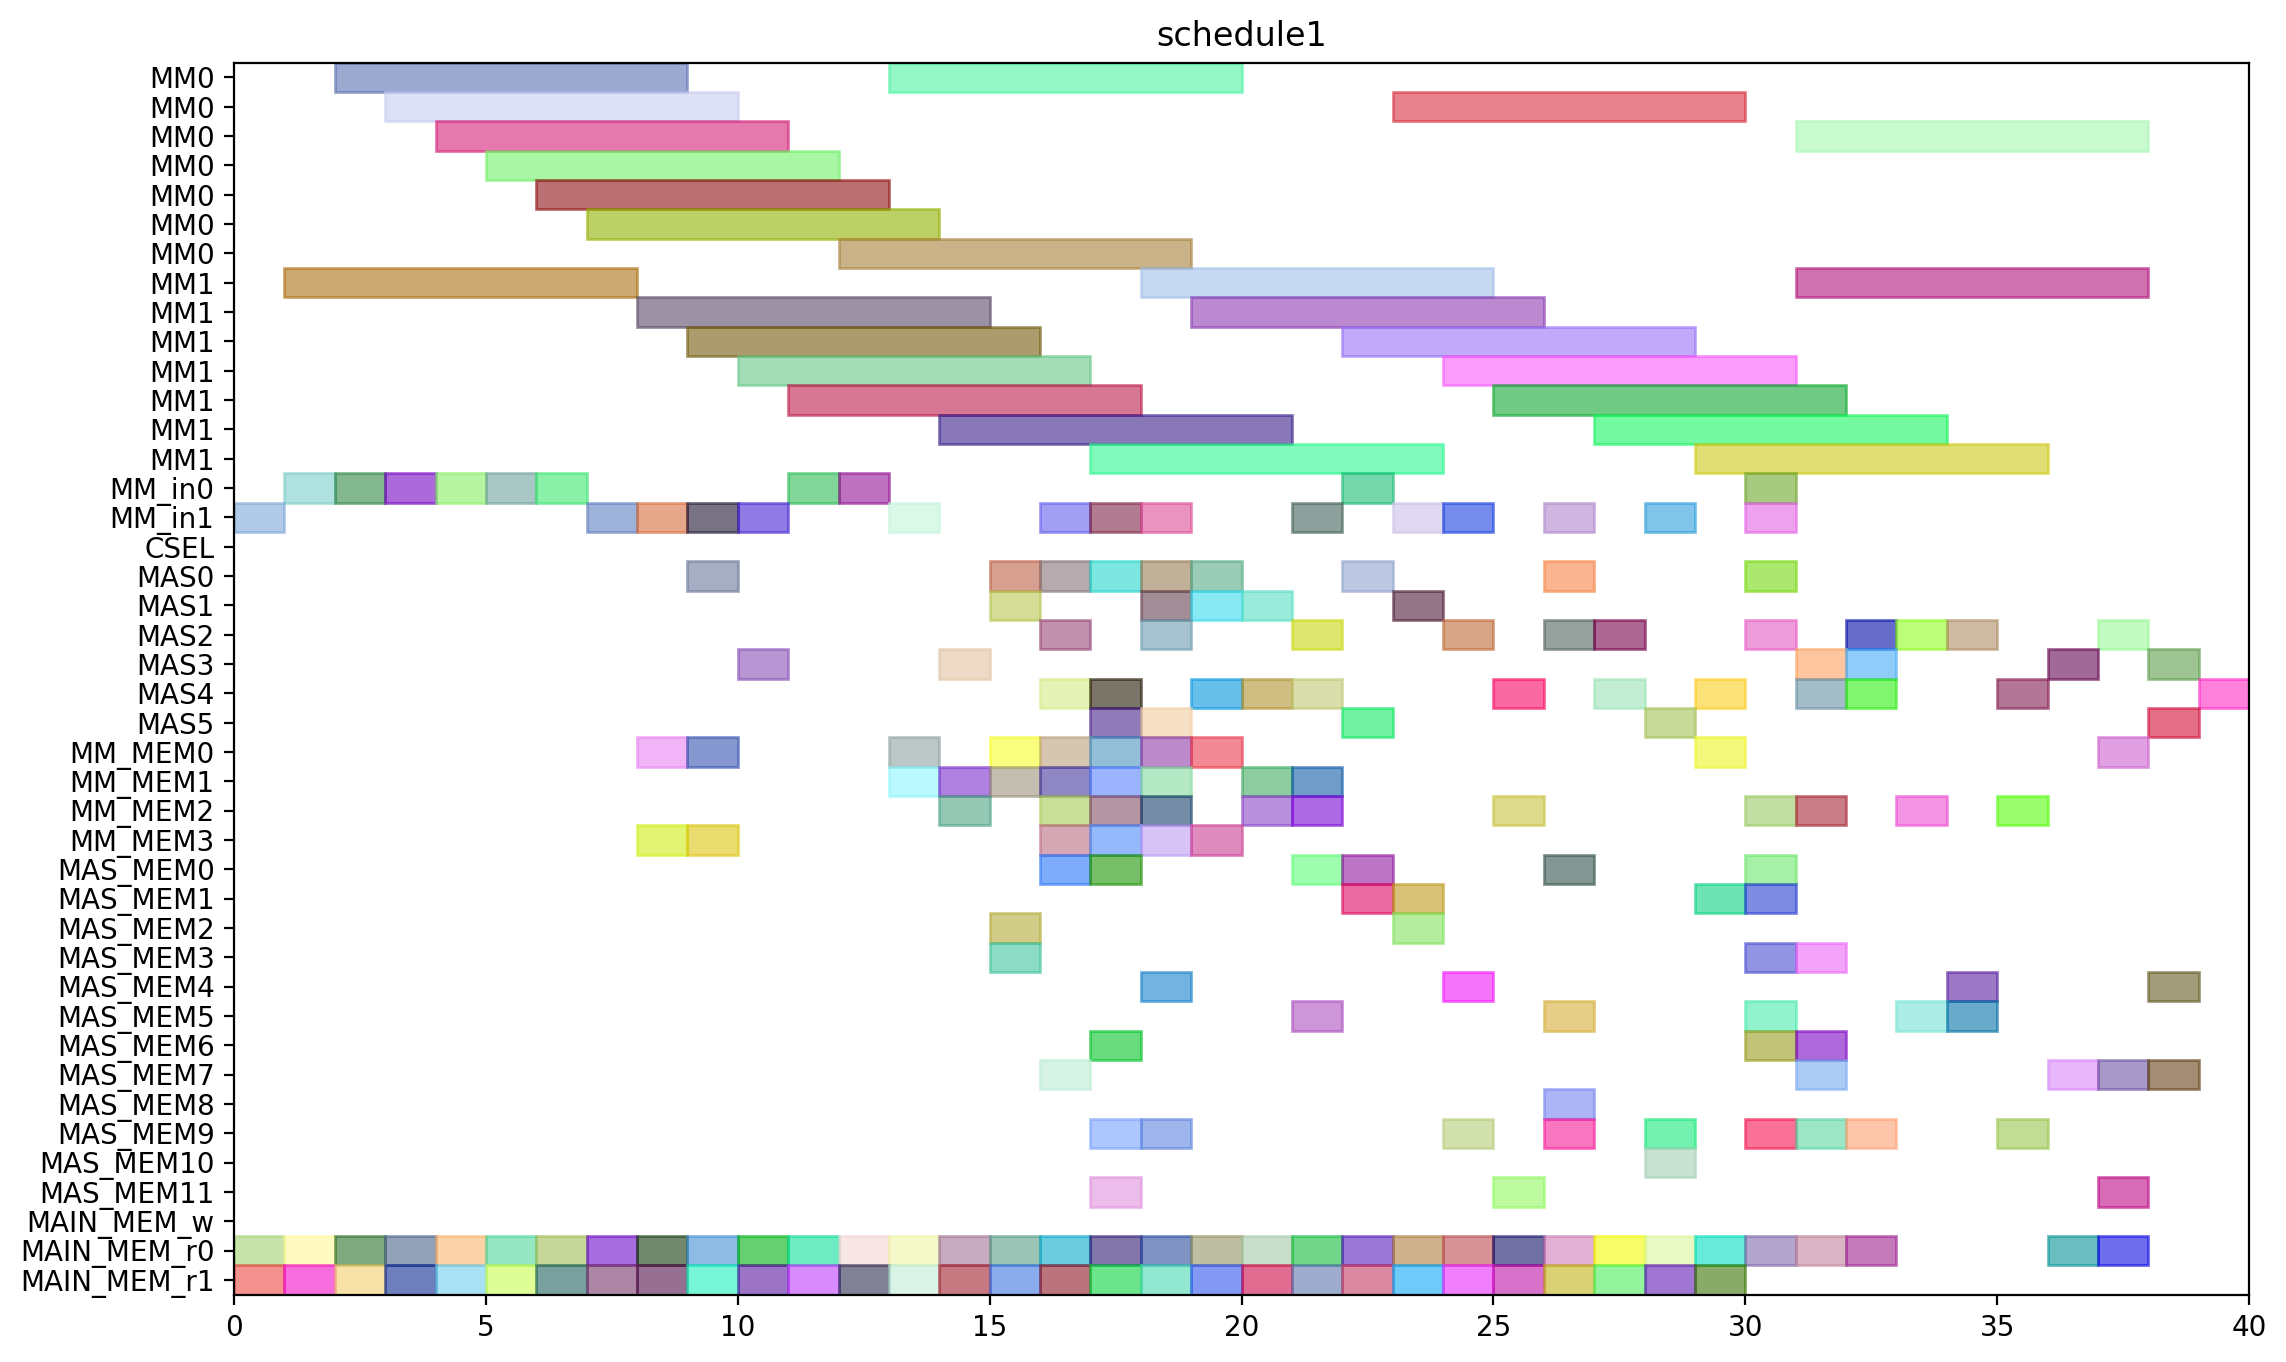 schedule1
MM0
MM0
MM0
MM0
MM0
MM0
MM0
MM1
MM1
MM1
MM1
MM1
MM1
MM1
MM_in0
MM_in1
CSEL
MAS0
MAS1
MAS2
MAS3
MAS4
MAS5
MM_MEM0
MM_MEM1
MM_MEM2
MM_MEM3
MAS_MEM0
MAS_MEM1
MAS_MEM2
MAS_MEM3
MAS_MEM4
MAS_MEM5
MAS_MEM6
MAS_MEM7
MAS_MEM8
MAS_MEM9
MAS_MEM10
MAS_MEM11
MAIN_MEM_w
MAIN_MEM_r0
MAIN_MEM_r1
0 5 10 15 20 25 30 35 40